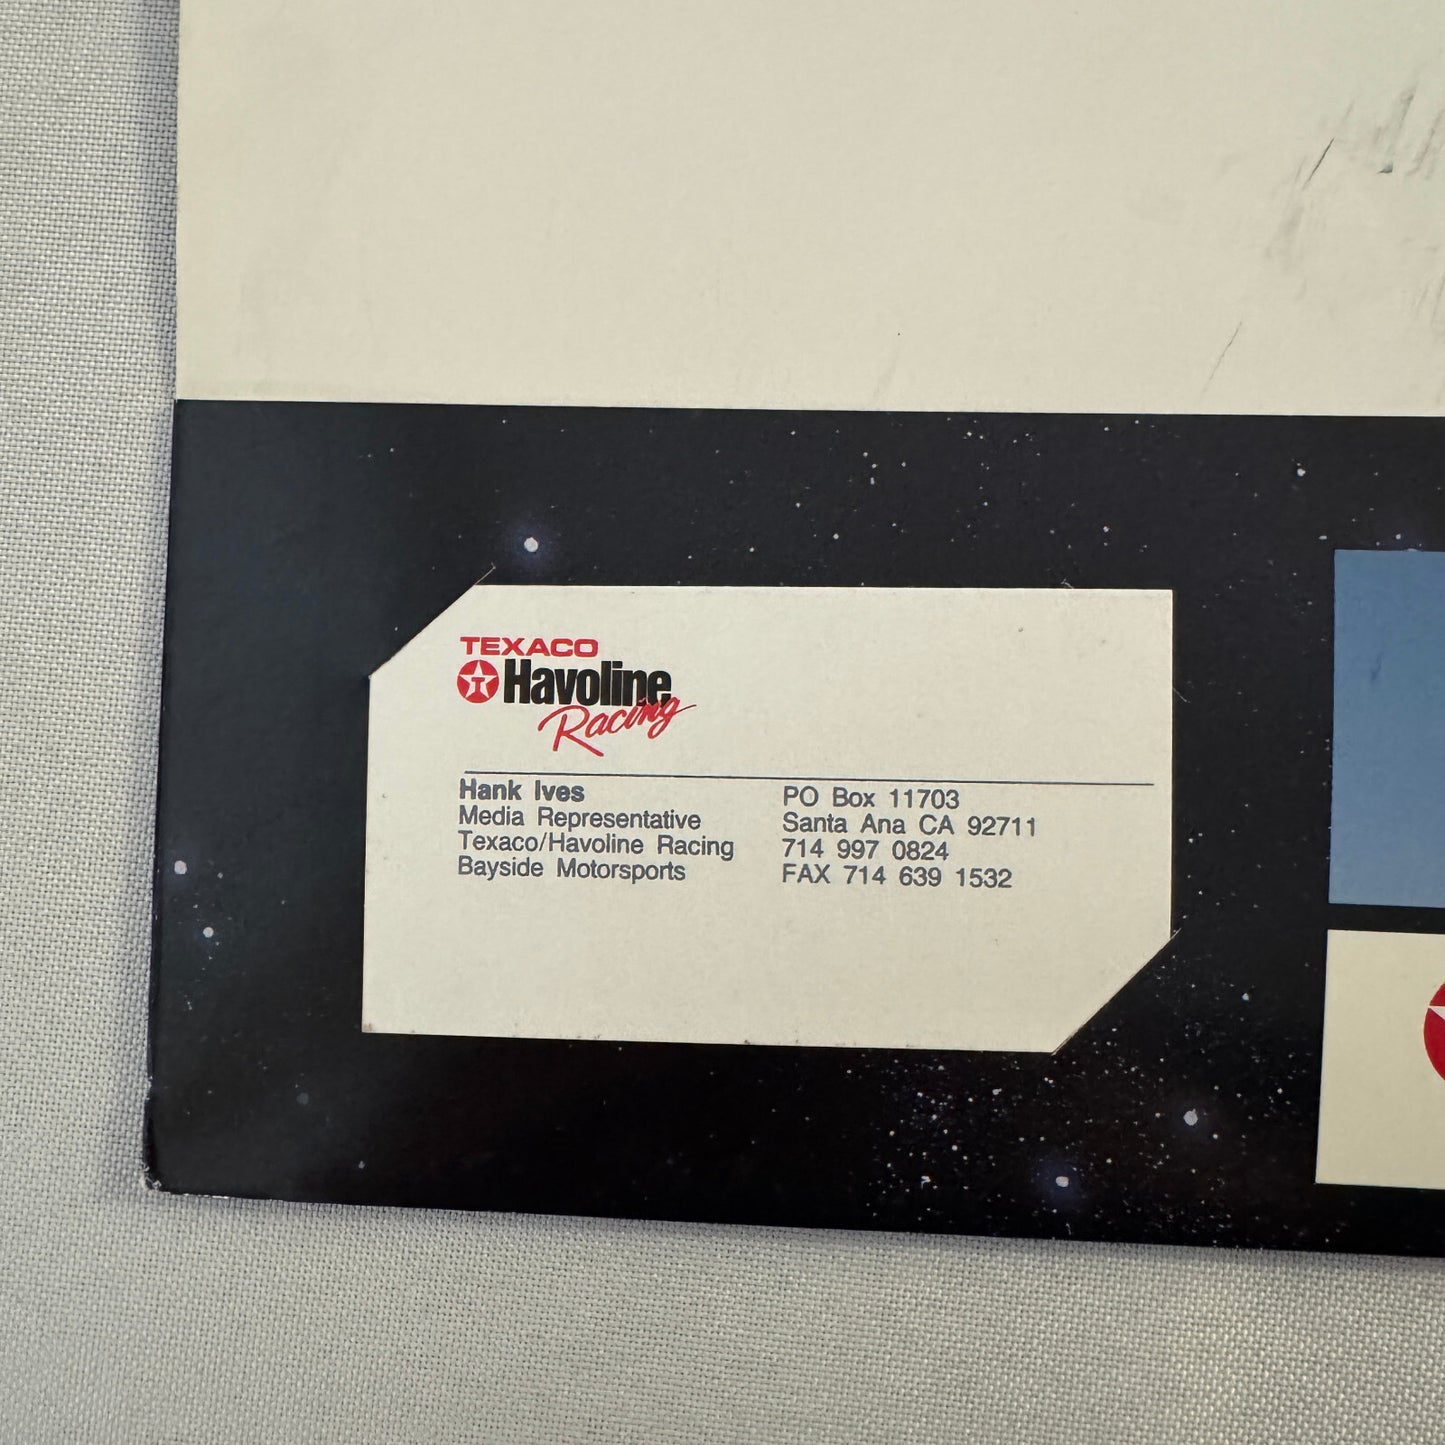 TEXACO
T Havoline
Racing
Hank Ives
Media Representative
Texaco/Havoline Racing
Bayside Motorsports
PO Box 11703
Santa Ana CA 92711
714 997 0824
FAX 714 639 1532